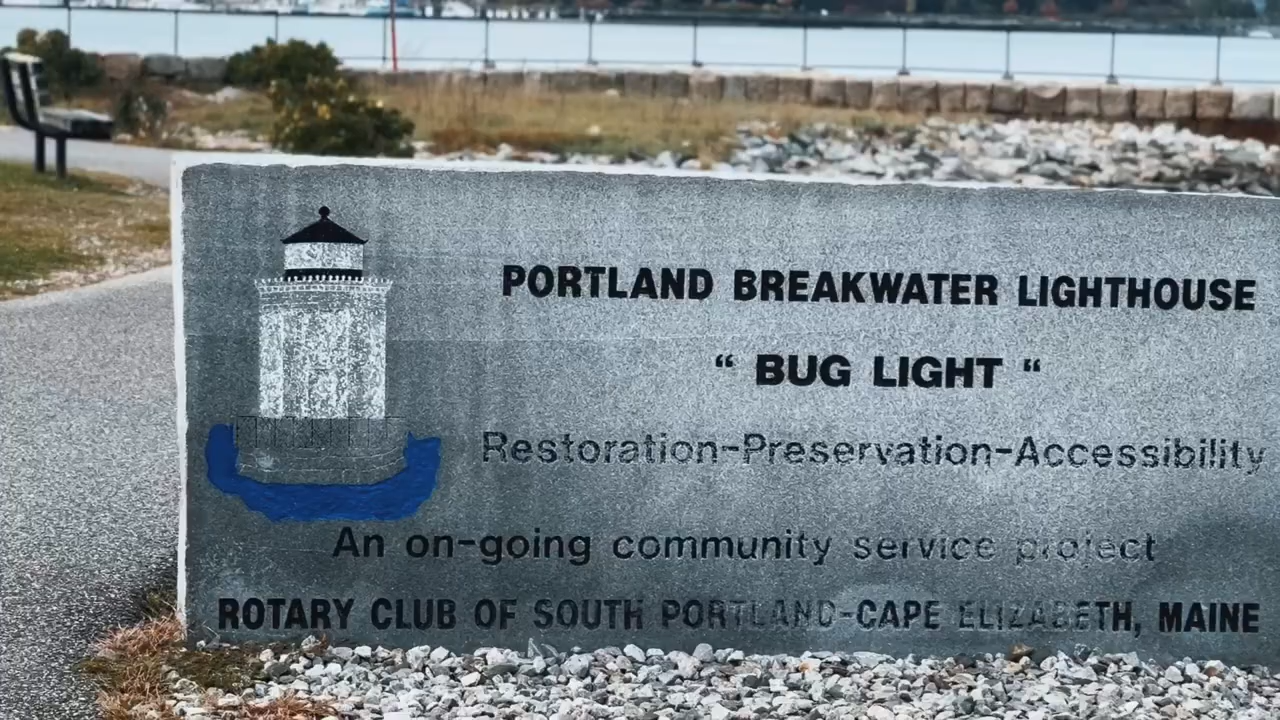 PORTLAND BREAKWATER LIGHTHOUSE
“ BUG LIGHT “
Restoration-Preservation-Accessibility
An on-going community service project
ROTARY CLUB OF SOUTH PORTLAND-CAPE ELIZABETH, MAINE